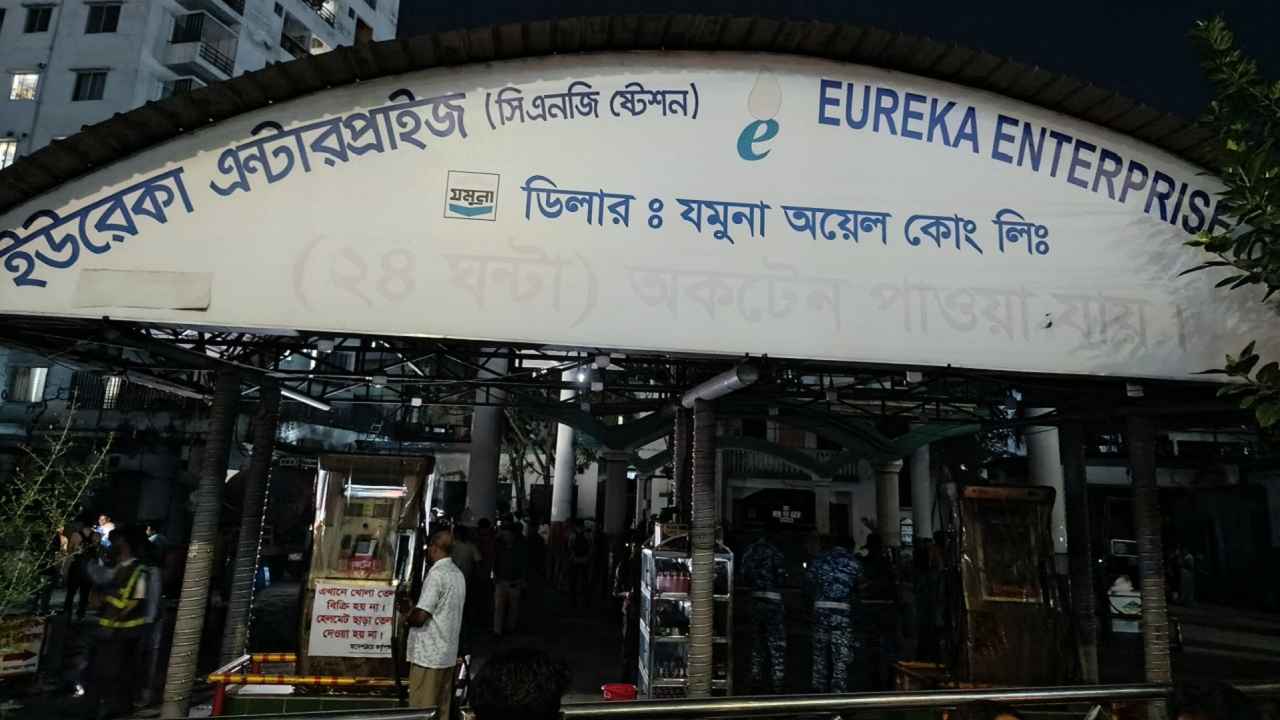 ইউরেকা এন্টারপ্রাইজ (সিএনজি ষ্টেশন) e EUREKA ENTERPRISE
যমুনা ডিলার ঃ যমুনা অয়েল কোং লিঃ
(২৪ ঘন্টা) অকটেন পাওয়া যায়।
এখানে খোলা তেল
বিক্রি হয় না।
হেলমেট ছাড়া তেল
দেওয়া হয় না।